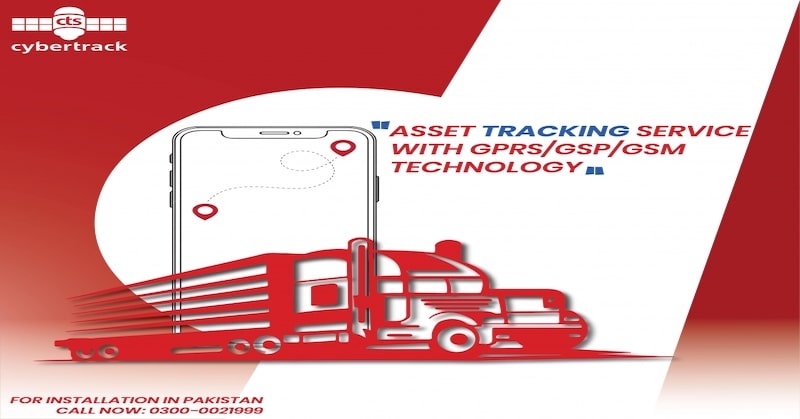 cts
cybertrack
"ASSET TRACKING SERVICE
WITH GPRS/GSP/GSM
TECHNOLOGY"
FOR INSTALLATION IN PAKISTAN
CALL NOW: 0300-0021999